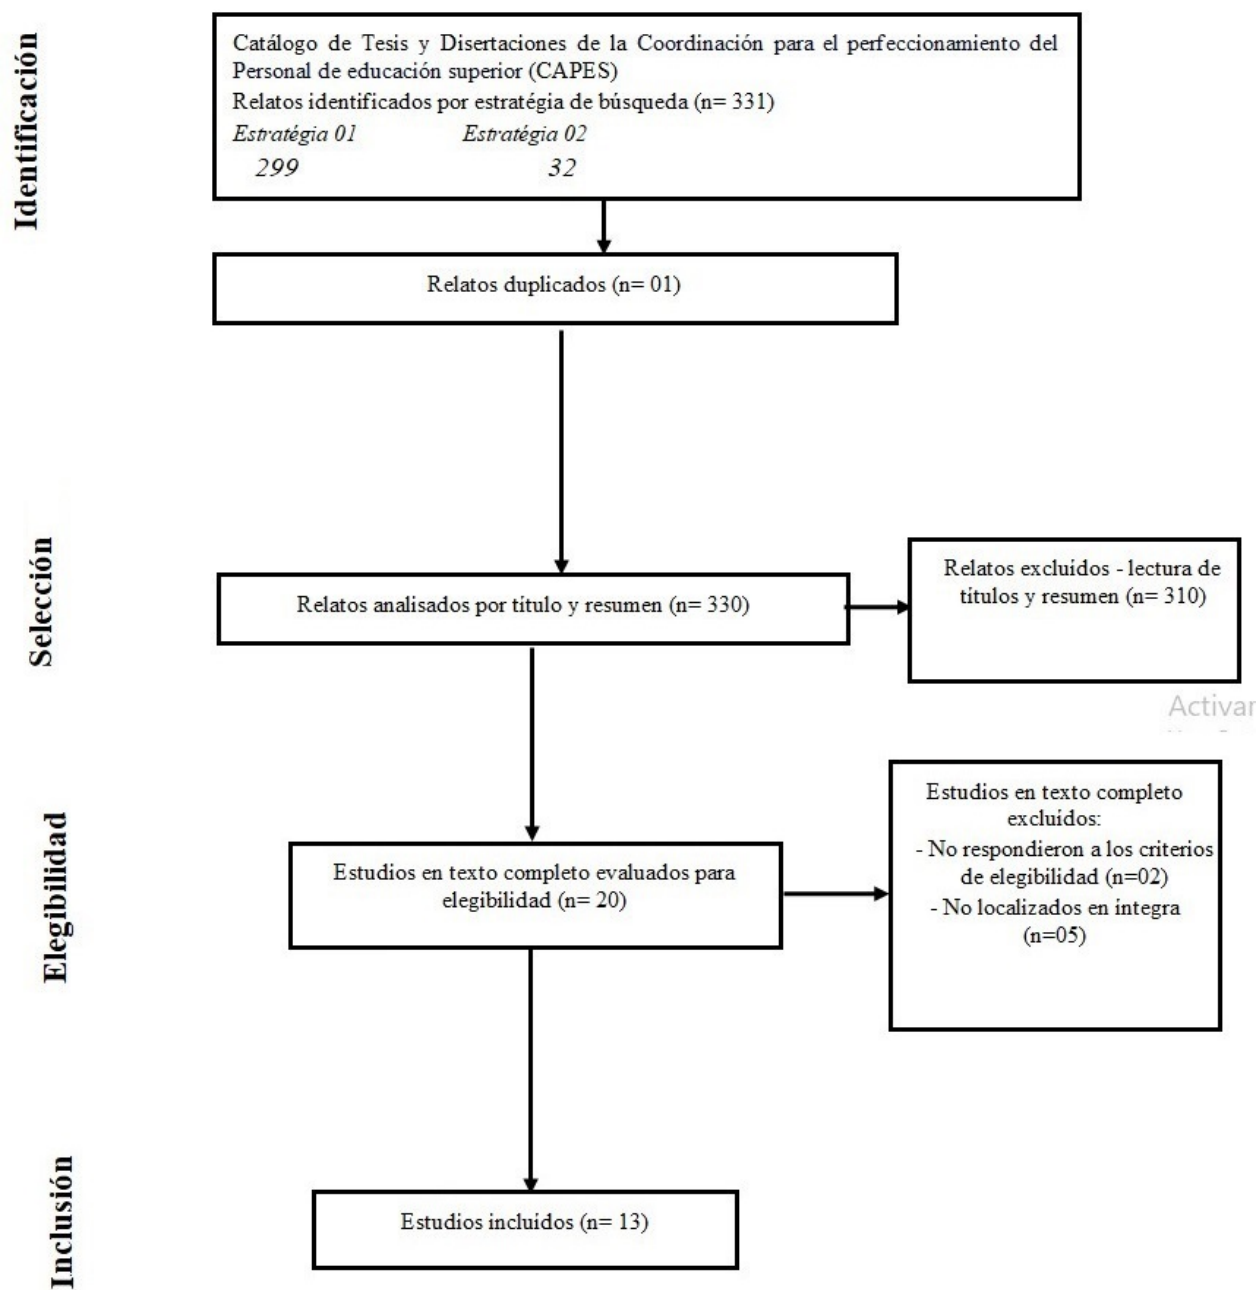 Identificación
Catálogo de Tesis y Disertaciones de la Coordinación para el perfeccionamiento del
Personal de educación superior (CAPES)
Relatos identificados por estratégia de búsqueda (n= 331)
Estratégia 01 Estratégia 02
299 32
Relatos duplicados (n= 01)
Selección
Relatos analisados por título y resumen (n= 330)
Relatos excluídos - lectura de
títulos y resumen (n= 310)
Activar
Elegibilidad
Estudios en texto completo evaluados para
elegibilidad (n= 20)
Estudios en texto completo
excluídos:
- No respondieron a los criterios
de elegibilidad (n=02)
- No localizados en íntegra
(n=05)
Inclusión
Estudios incluídos (n= 13)